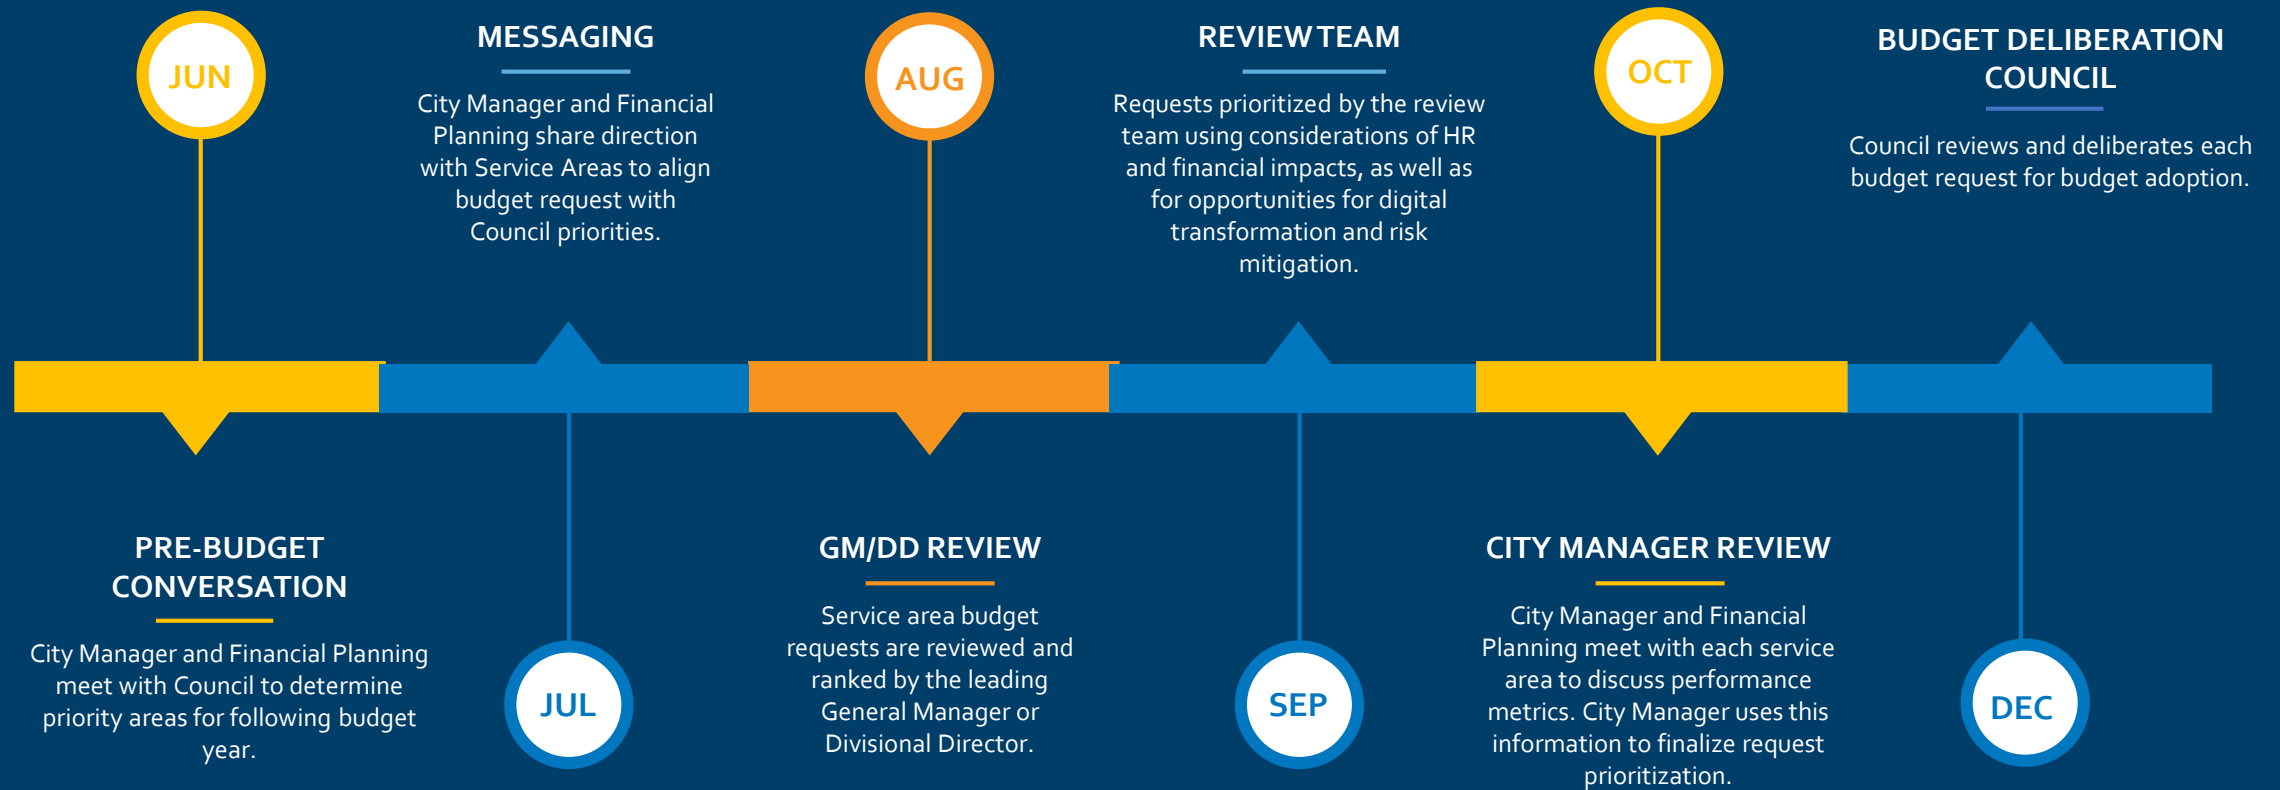 JUN
PRE-BUDGET
CONVERSATION
City Manager and Financial Planning
meet with Council to determine
priority areas for following budget
year.
MESSAGING
City Manager and Financial
Planning share direction
with Service Areas to align
budget request with
Council priorities.
JUL
AUG
GM/DD REVIEW
Service area budget
requests are reviewed and
ranked by the leading
General Manager or
Divisional Director.
REVIEW TEAM
Requests prioritized by the review
team using considerations of HR
and financial impacts, as well as
for opportunities for digital
transformation and risk
mitigation.
SEP
OCT
CITY MANAGER REVIEW
City Manager and Financial
Planning meet with each service
area to discuss performance
metrics. City Manager uses this
information to finalize request
prioritization.
BUDGET DELIBERATION
COUNCIL
Council reviews and deliberates each
budget request for budget adoption.
DEC